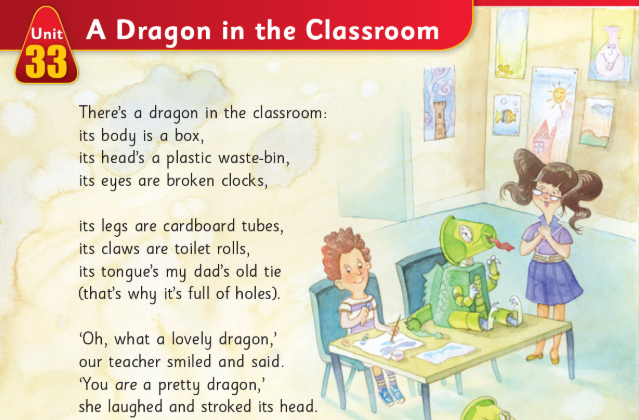 Unit
33
A Dragon in the Classroom
There's a dragon in the classroom:
its body is a box,
its head's a plastic waste-bin,
its eyes are broken clocks,
its legs are cardboard tubes,
its claws are toilet rolls,
its tongue's my dad's old tie
(that's why it's full of holes).
‘Oh, what a lovely dragon,’
our teacher smiled and said.
‘You are a pretty dragon,’
she laughed and stroked its head.